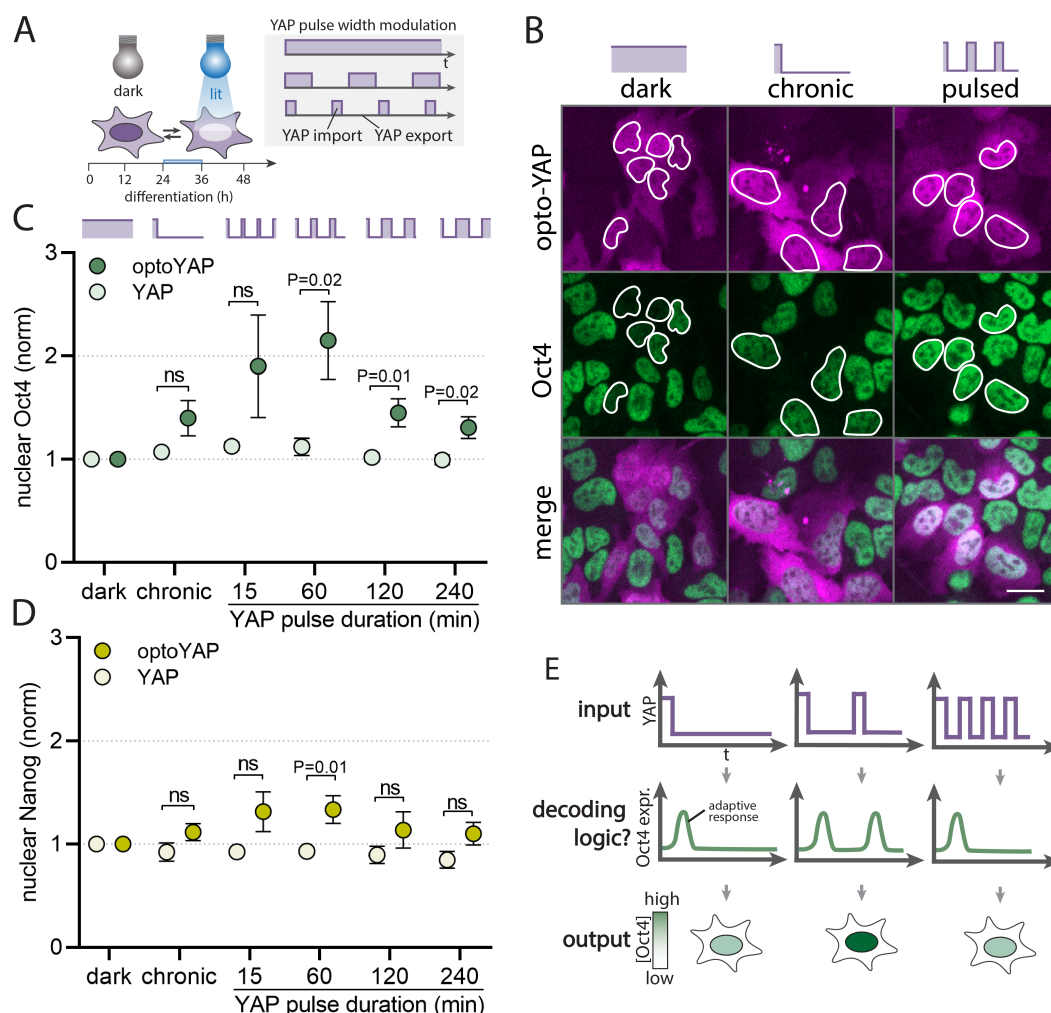 A
dark
lit
0
12
24
36
48
differentiation (h)
YAP pulse width modulation
t
YAP import
YAP export
B
dark
chronic
pulsed
opto-YAP
Oct4
merge
C
3
2
1
0
nuclear Oct4 (norm)
optoYAP
YAP
ns
ns
P=0.02
P=0.01
P=0.02
dark
chronic
15
60
120
240
YAP pulse duration (min)
D
3
2
1
0
nuclear Nanog (norm)
optoYAP
YAP
ns
ns
P=0.01
ns
ns
dark
chronic
15
60
120
240
YAP pulse duration (min)
E
input
YAP
t
decoding
logic?
Oct4 expr.
adaptive
response
output
[Oct4]
high
low